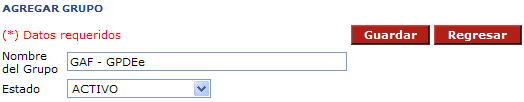 AGREGAR GRUPO
(*) Datos requeridos Guardar Regresar
Nombre
del Grupo GAF - GPDEe
Estado ACTIVO